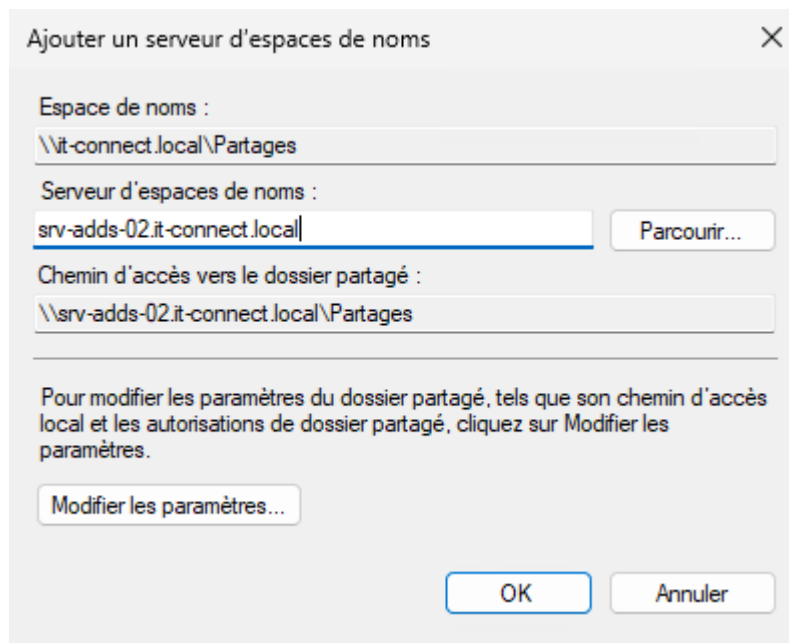 Ajouter un serveur d'espaces de noms
Espace de noms :
\\it-connect.local\Partages
Serveur d'espaces de noms :
srv-adds-02.it-connect.local
Parcourir...
Chemin d'accès vers le dossier partagé :
\\srv-adds-02.it-connect.local\Partages
Pour modifier les paramètres du dossier partagé, tels que son chemin d'accès
local et les autorisations de dossier partagé, cliquez sur Modifier les
paramètres.
Modifier les paramètres...
OK
Annuler